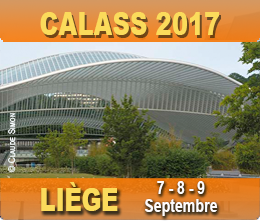 CALASS 2017
© CLAUDE SIMON
LIÈGE
7 - 8 - 9
Septembre